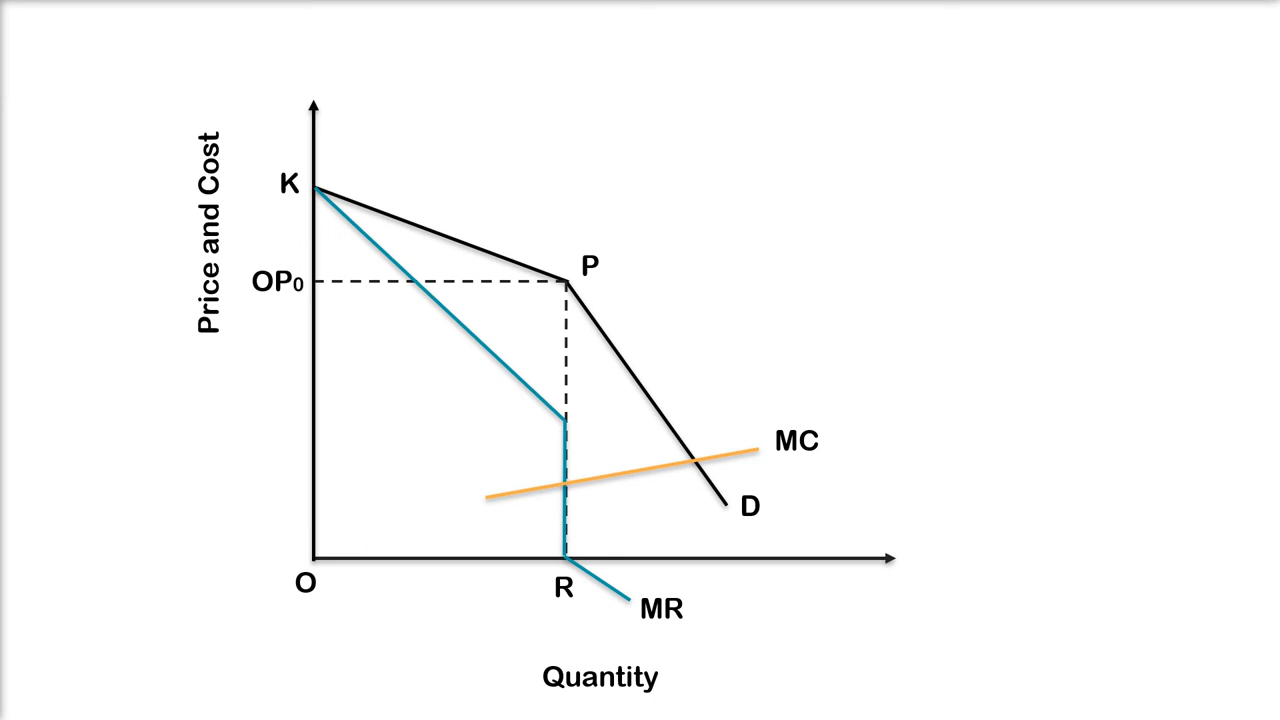 Price and Cost
K
P
OP₀
MC
D
O
R
MR
Quantity